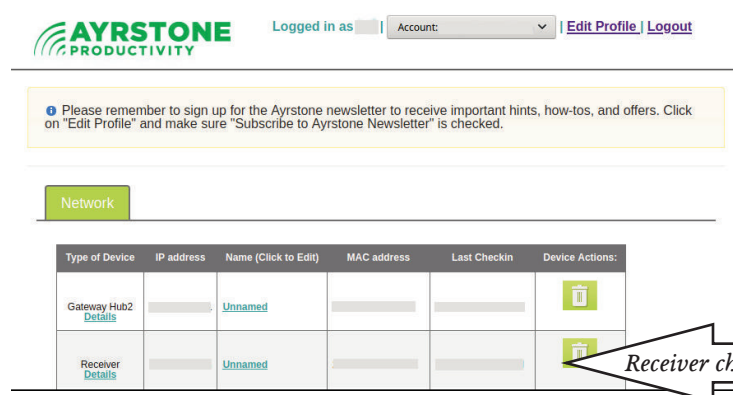 AYRSTONE
PRODUCTIVITY
Logged in as | Account: | Edit Profile | Logout
Please remember to sign up for the Ayrstone newsletter to receive important hints, how-tos, and offers. Click
on "Edit Profile" and make sure "Subscribe to Ayrstone Newsletter" is checked.
Network
Type of Device IP address Name (Click to Edit) MAC address Last Checkin Device Actions:
Gateway Hub2 Unnamed
Details
Receiver Unnamed
Details
Receiver